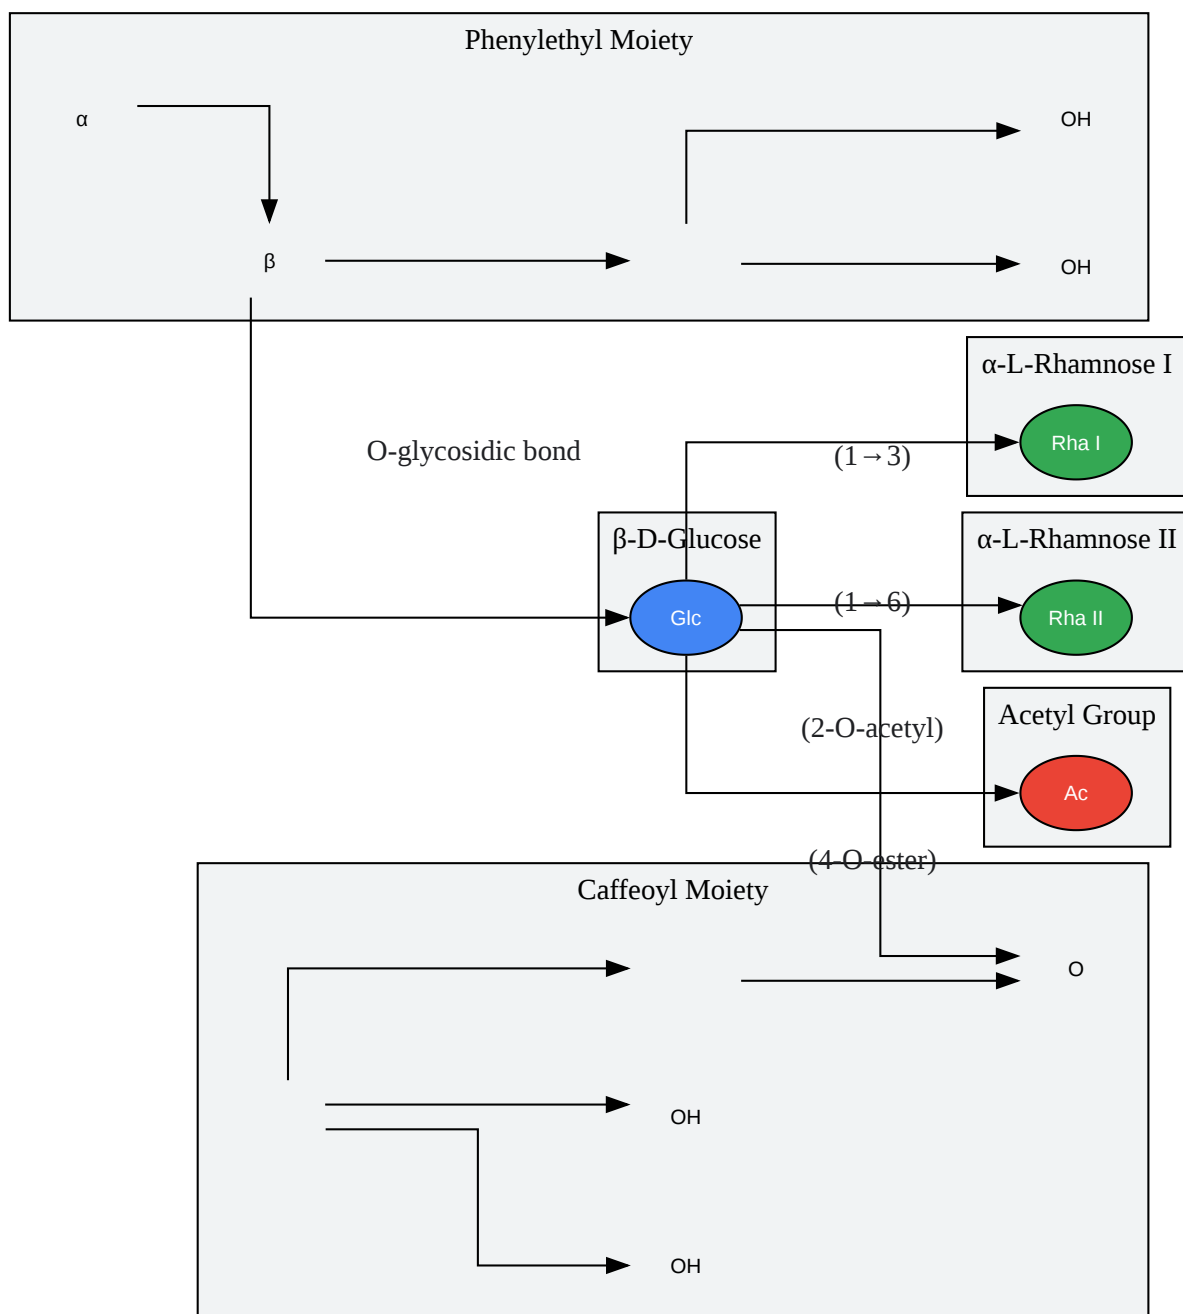 Phenylethyl Moiety
α
OH
β
OH
α-L-Rhamnose I
Rha I
O-glycosidic bond
(1→3)
β-D-Glucose
α-L-Rhamnose II
Glc
(1→6)
Rha II
Acetyl Group
(2-O-acetyl)
Ac
(4-O-ester)
Caffeoyl Moiety
O
OH
OH